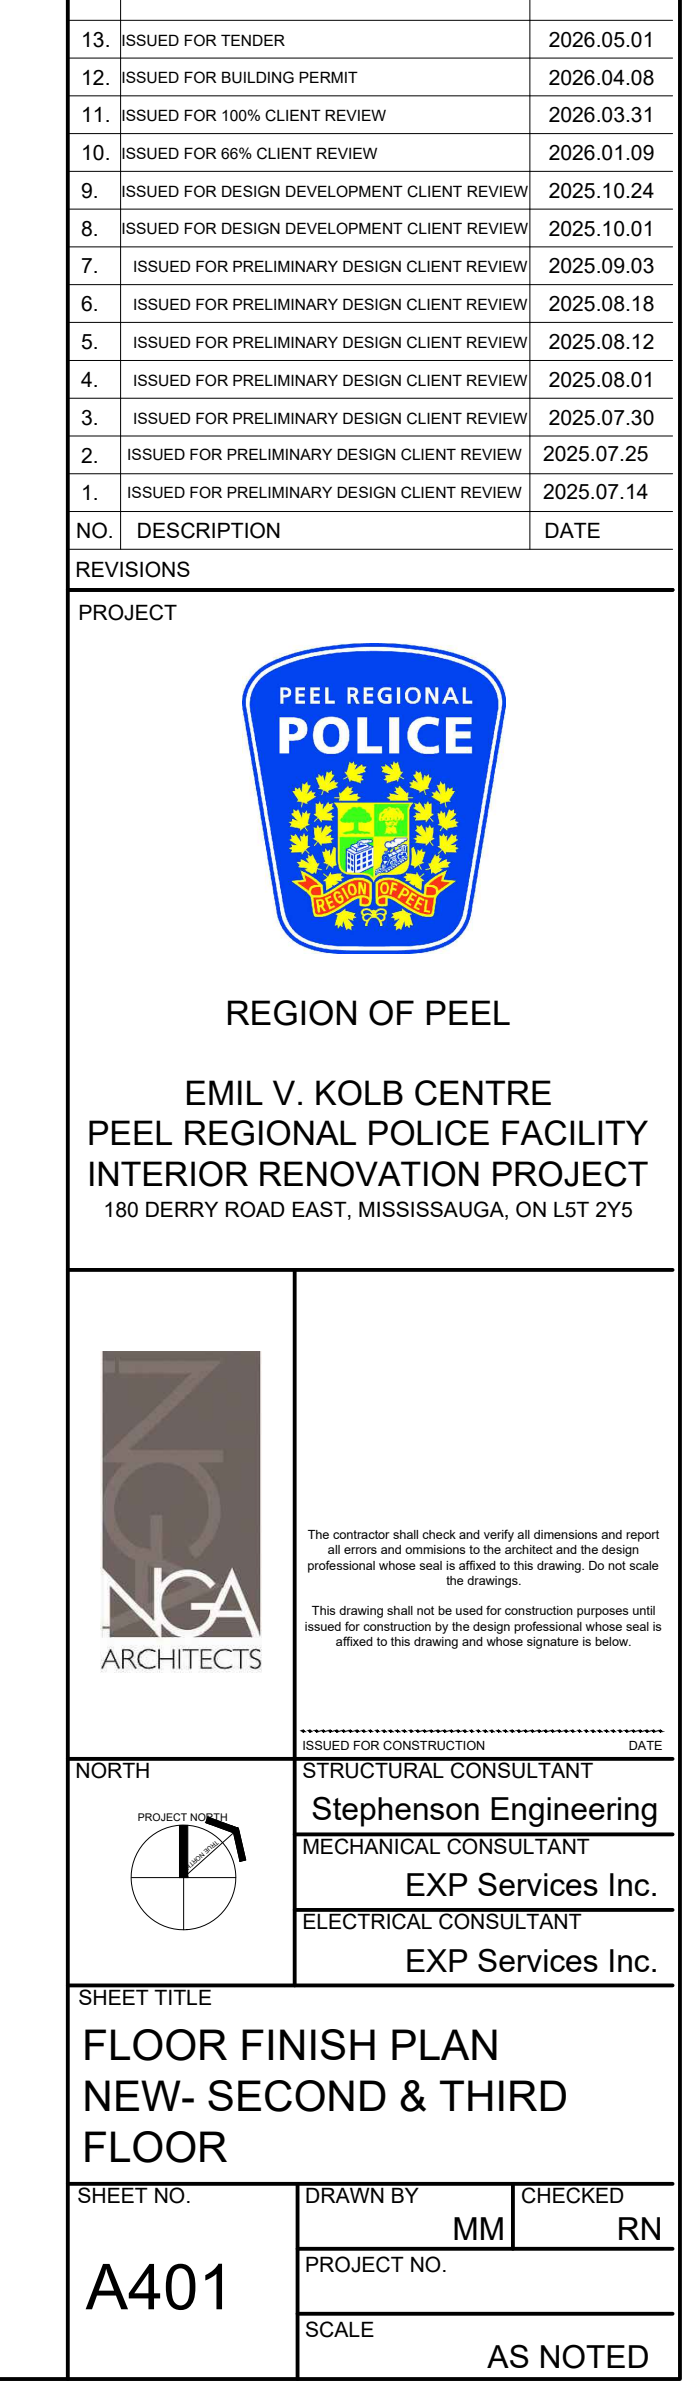 13. ISSUED FOR TENDER 2026.05.01
12. ISSUED FOR BUILDING PERMIT 2026.04.08
11. ISSUED FOR 100% CLIENT REVIEW 2026.03.31
10. ISSUED FOR 66% CLIENT REVIEW 2026.01.09
9. ISSUED FOR DESIGN DEVELOPMENT CLIENT REVIEW 2025.10.24
8. ISSUED FOR DESIGN DEVELOPMENT CLIENT REVIEW 2025.10.01
7. ISSUED FOR PRELIMINARY DESIGN CLIENT REVIEW 2025.09.03
6. ISSUED FOR PRELIMINARY DESIGN CLIENT REVIEW 2025.08.18
5. ISSUED FOR PRELIMINARY DESIGN CLIENT REVIEW 2025.08.12
4. ISSUED FOR PRELIMINARY DESIGN CLIENT REVIEW 2025.08.01
3. ISSUED FOR PRELIMINARY DESIGN CLIENT REVIEW 2025.07.30
2. ISSUED FOR PRELIMINARY DESIGN CLIENT REVIEW 2025.07.25
1. ISSUED FOR PRELIMINARY DESIGN CLIENT REVIEW 2025.07.14
NO. DESCRIPTION DATE
REVISIONS
PROJECT
PEEL REGIONAL
POLICE
REGION OF PEEL
REGION OF PEEL
EMIL V. KOLB CENTRE
PEEL REGIONAL POLICE FACILITY
INTERIOR RENOVATION PROJECT
180 DERRY ROAD EAST, MISSISSAUGA, ON L5T 2Y5
NGA
NGA
ARCHITECTS
The contractor shall check and verify all dimensions and report
all errors and ommisions to the architect and the design
professional whose seal is affixed to this drawing. Do not scale
the drawings.
This drawing shall not be used for construction purposes until
issued for construction by the design professional whose seal is
affixed to this drawing and whose signature is below.
ISSUED FOR CONSTRUCTION DATE
NORTH
PROJECT NORTH
TRUE NORTH
STRUCTURAL CONSULTANT
Stephenson Engineering
MECHANICAL CONSULTANT
EXP Services Inc.
ELECTRICAL CONSULTANT
EXP Services Inc.
SHEET TITLE
FLOOR FINISH PLAN
NEW- SECOND & THIRD
FLOOR
SHEET NO.
A401
DRAWN BY
MM
CHECKED
RN
PROJECT NO.
SCALE
AS NOTED